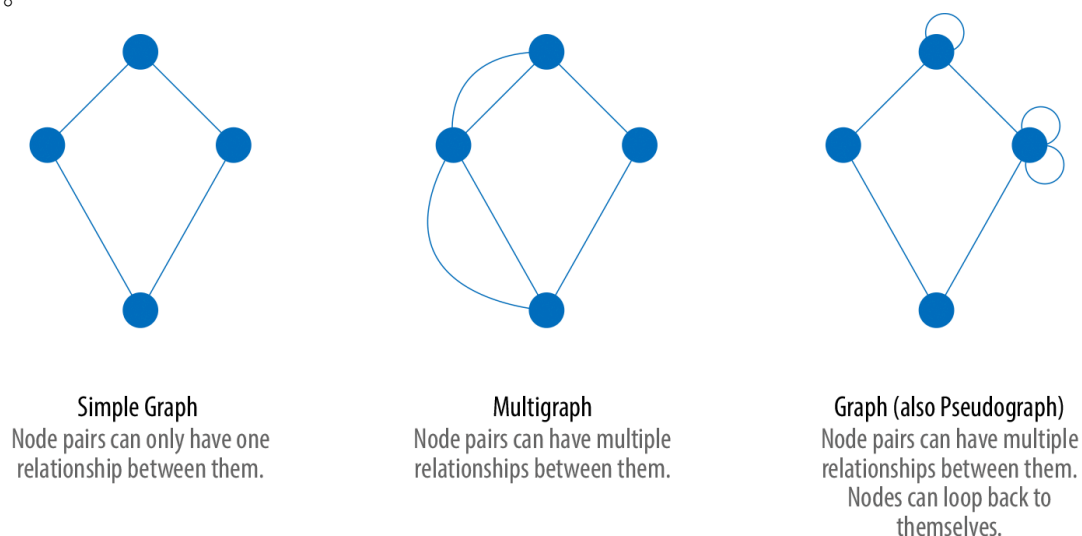 Simple Graph
Node pairs can only have one
relationship between them.
Multigraph
Node pairs can have multiple
relationships between them.
Graph (also Pseudograph)
Node pairs can have multiple
relationships between them.
Nodes can loop back to
themselves.